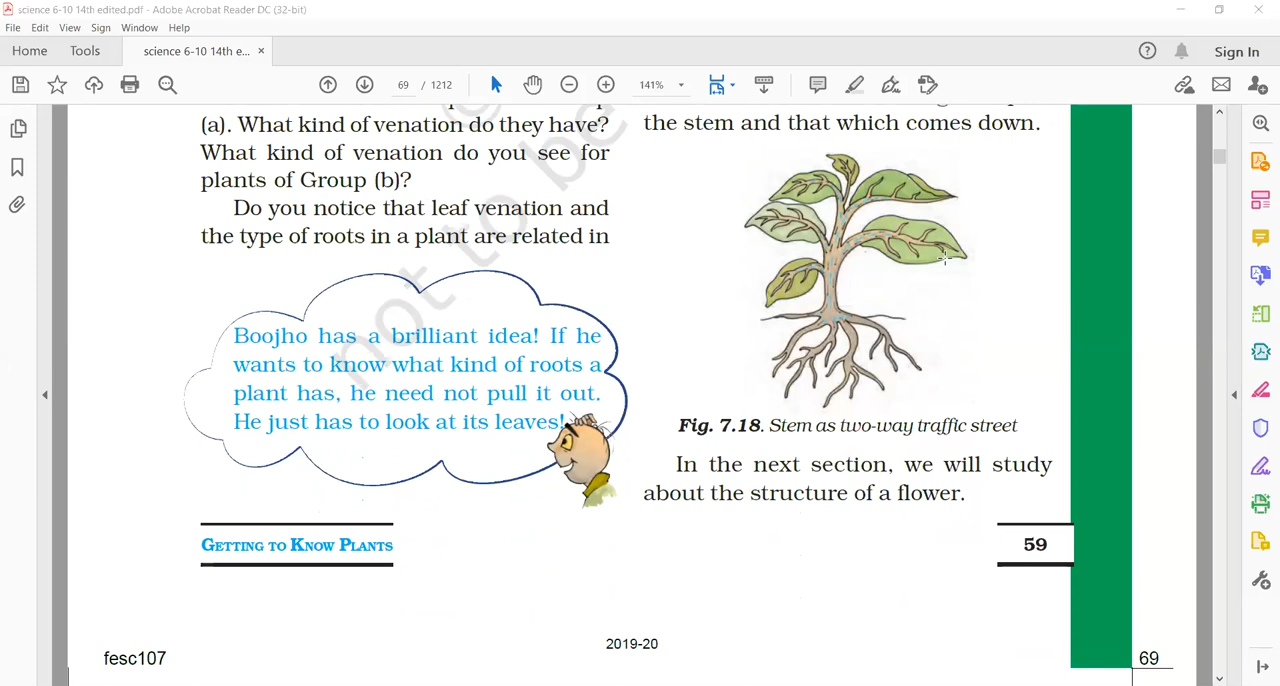 science 6-10 14th edited.pdf - Adobe Acrobat Reader DC (32-bit)
File Edit View Sign Window Help
Home Tools science 6-10 14th e... × Sign In
69 / 1212 141%
(a). What kind of venation do they have?
What kind of venation do you see for
plants of Group (b)?
Do you notice that leaf venation and
the type of roots in a plant are related in
Boojho has a brilliant idea! If he
wants to know what kind of roots a
plant has, he need not pull it out.
He just has to look at its leaves!
GETTING TO KNOW PLANTS
fesc107
the stem and that which comes down.
Fig. 7.18. Stem as two-way traffic street
In the next section, we will study
about the structure of a flower.
59
2019-20
69
not to be